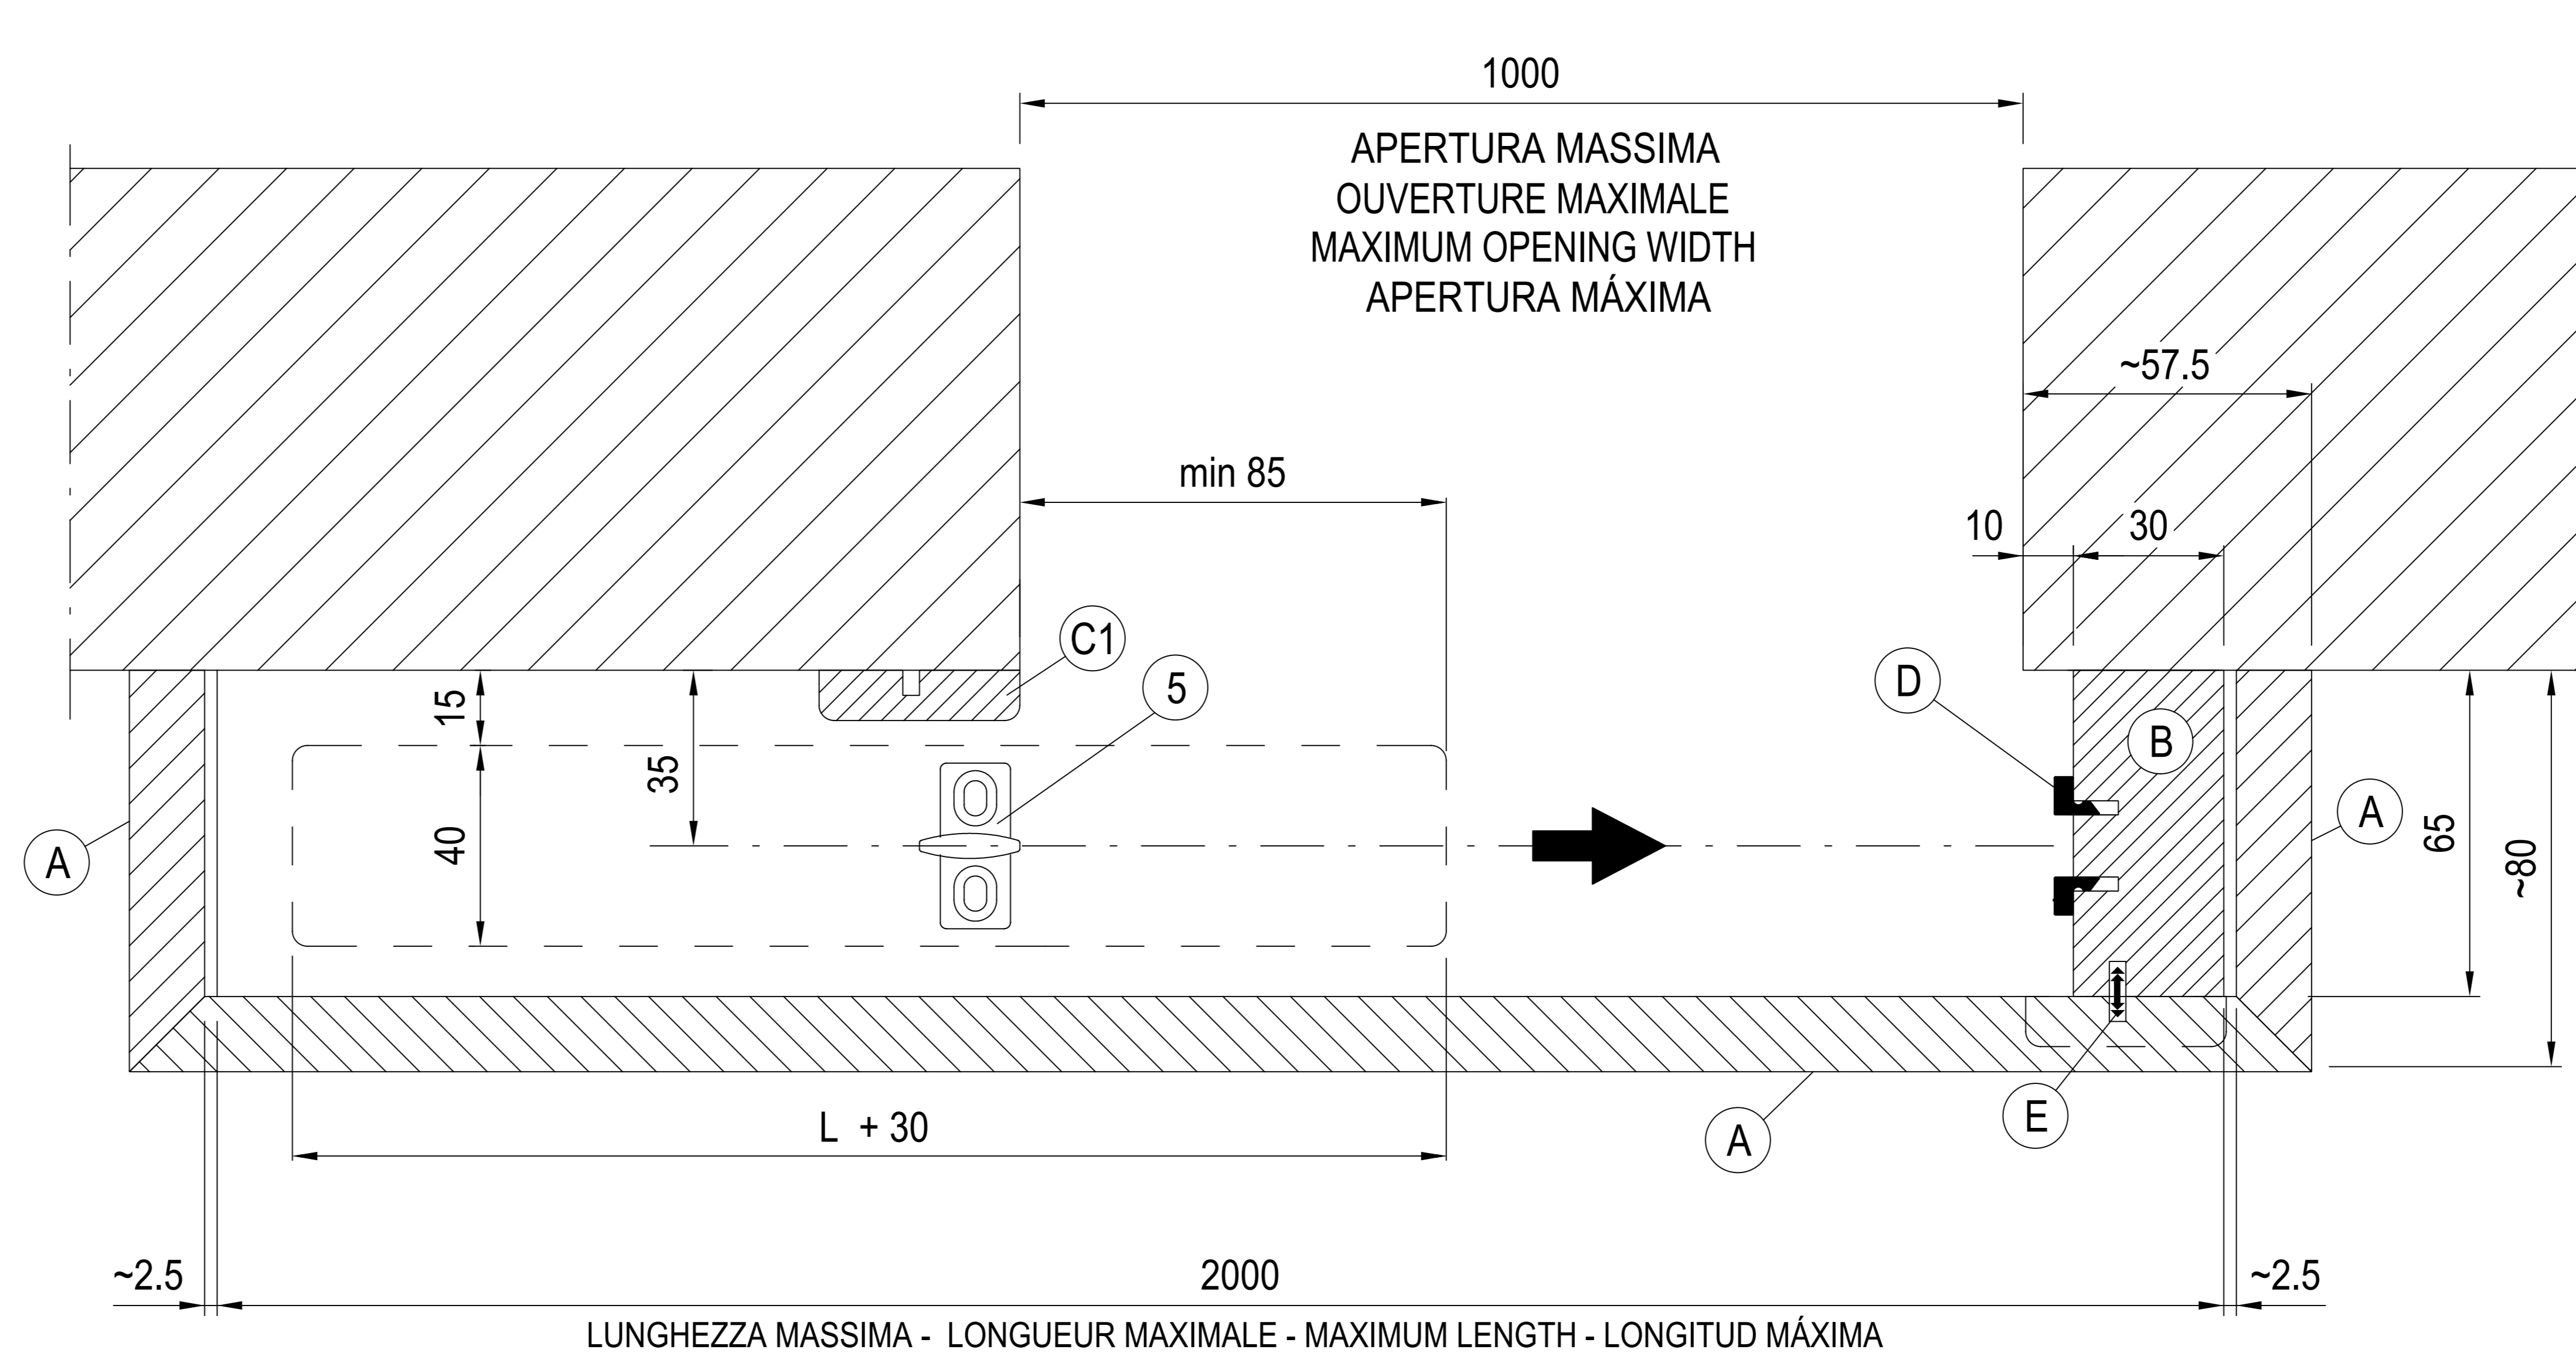 1000
APERTURA MASSIMA
OUVERTURE MAXIMALE
MAXIMUM OPENING WIDTH
APERTURA MÁXIMA
~57.5
min 85
10
30
C1
5
D
B
15
35
40
A
A
65
~80
L + 30
A
E
~2.5
2000
~2.5
LUNGHEZZA MASSIMA - LONGUEUR MAXIMALE - MAXIMUM LENGTH - LONGITUD MÁXIMA